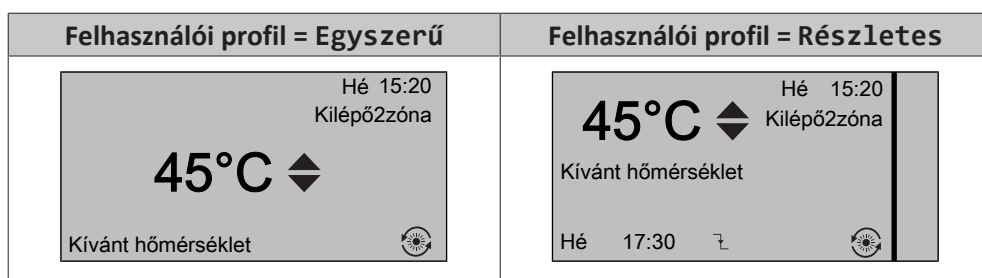 Felhasználói profil = Egyszerű
Felhasználói profil = Részletes
Hé 15:20
Kilépő2zóna
45°C
Kívánt hőmérséklet
Hé 15:20
45°C Kilépő2zóna
Kívánt hőmérséklet
Hé 17:30